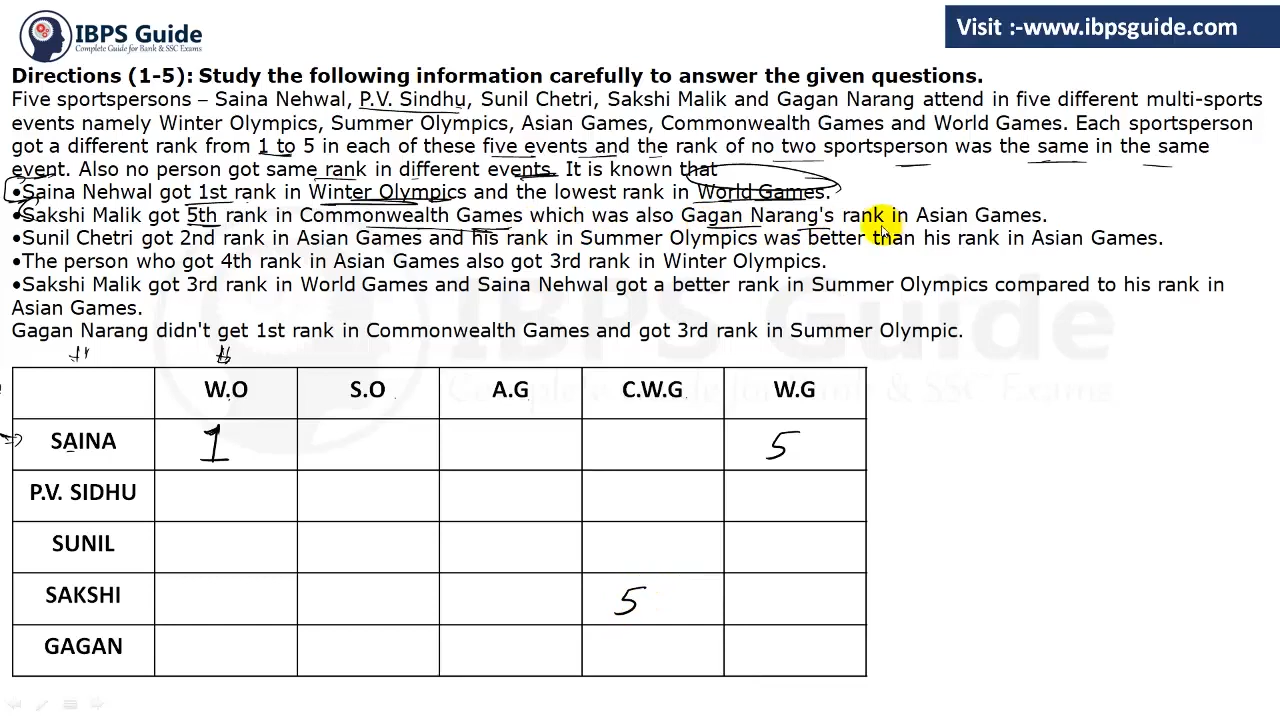 IBPS Guide
Complete Guide for Bank & SSC Exams
Visit :-www.ibpsguide.com
Directions (1-5): Study the following information carefully to answer the given questions.
Five sportspersons – Saina Nehwal, P.V. Sindhu, Sunil Chetri, Sakshi Malik and Gagan Narang attend in five different multi-sports
events namely Winter Olympics, Summer Olympics, Asian Games, Commonwealth Games and World Games. Each sportsperson
got a different rank from 1 to 5 in each of these five events and the rank of no two sportsperson was the same in the same
event. Also no person got same rank in different events. It is known that
•Saina Nehwal got 1st rank in Winter Olympics and the lowest rank in World Games.
•Sakshi Malik got 5th rank in Commonwealth Games which was also Gagan Narang's rank in Asian Games.
•Sunil Chetri got 2nd rank in Asian Games and his rank in Summer Olympics was better than his rank in Asian Games.
•The person who got 4th rank in Asian Games also got 3rd rank in Winter Olympics.
•Sakshi Malik got 3rd rank in World Games and Saina Nehwal got a better rank in Summer Olympics compared to his rank in
Asian Games.
Gagan Narang didn't get 1st rank in Commonwealth Games and got 3rd rank in Summer Olympic.
IBPS Guide
Complete Guide for Bank & SSC Exams
W.O S.O A.G C.W.G W.G
SAINA 1 5
P.V. SIDHU
SUNIL
SAKSHI 5
GAGAN